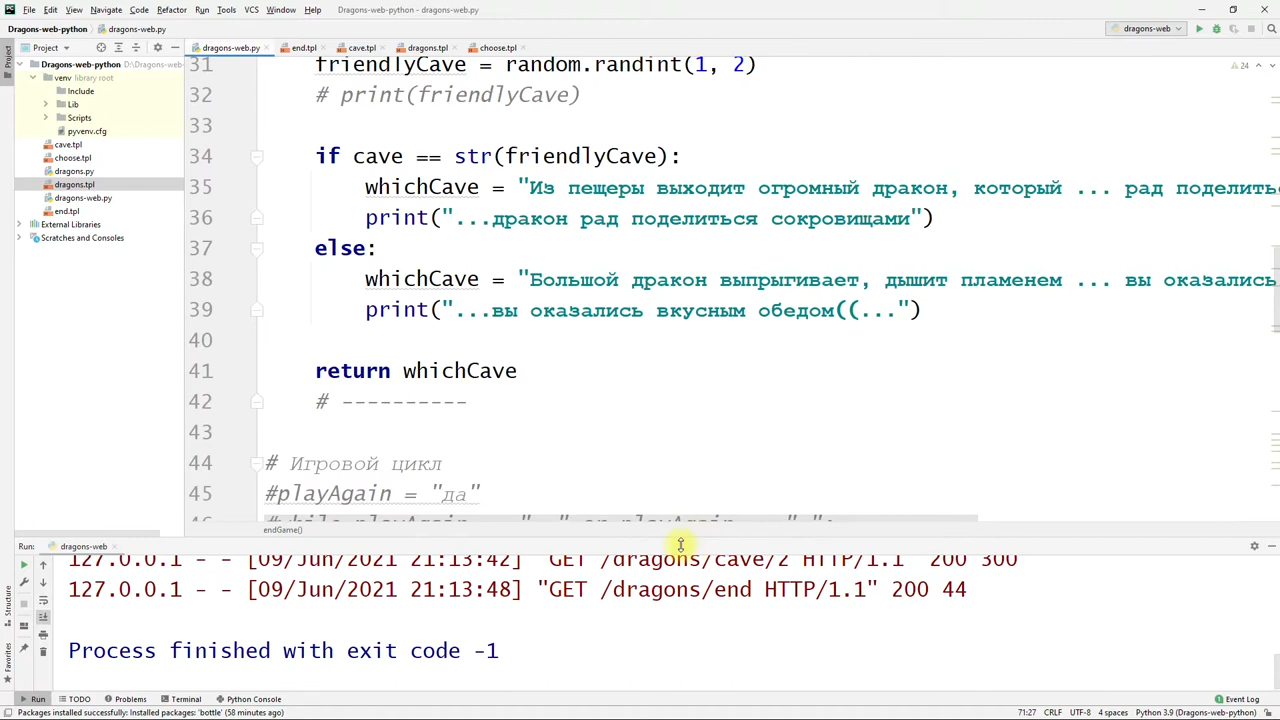 File Edit View Navigate Code Refactor Run Tools VCS Window Help Dragons-web-python - dragons-web.py
Dragons-web-python dragons-web.py dragons-web
Project dragons-web.py end.tpl cave.tpl dragons.tpl choose.tpl
Project
Dragons-web-python D:\Dragons-web-
venv library root
Include
Lib
Scripts
pyvenv.cfg
cave.tpl
choose.tpl
dragons.py
dragons.tpl
dragons-web.py
end.tpl
External Libraries
Scratches and Consoles
24
31 friendlyCave = random.randint(1, 2)
32 # print(friendlyCave)
33
34 if cave == str(friendlyCave):
35 whichCave = "Из пещеры выходит огромный дракон, который ... рад поделить
36 print("...дракон рад поделиться сокровищами")
37 else:
38 whichCave = "Большой дракон выпрыгивает, дышит пламенем ... вы оказались
39 print("...вы оказались вкусным обедом((...")
40
41 return whichCave
42 # ----------
43
44 # Игровой цикл
45 #playAgain = "да"
endGame()
Run: dragons-web
127.0.0.1 - - [09/Jun/2021 21:13:42] "GET /dragons/cave/2 HTTP/1.1" 200 300
127.0.0.1 - - [09/Jun/2021 21:13:48] "GET /dragons/end HTTP/1.1" 200 44
Process finished with exit code -1
Structure
Favorites
Run TODO Problems Terminal Python Console Event Log
Packages installed successfully: Installed packages: 'bottle' (58 minutes ago) 71:27 CRLF UTF-8 4 spaces Python 3.9 (Dragons-web-python)